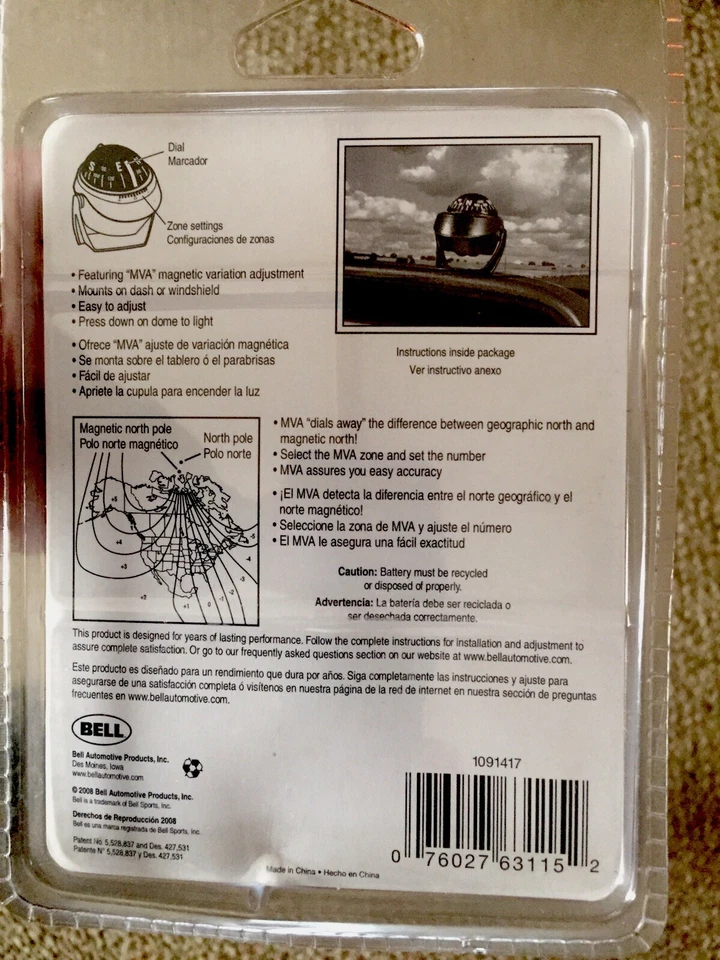 Dial
Marcador
S E
Zone settings
Configuraciones de zonas
• Featuring “MVA” magnetic variation adjustment
• Mounts on dash or windshield
• Easy to adjust
• Press down on dome to light
• Ofrece “MVA” ajuste de variación magnética
• Se monta sobre el tablero ó el parabrisas
• Fácil de ajustar
• Apriete la cupula para encender la luz
Instructions inside package
Ver instructivo anexo
Magnetic north pole
Polo norte magnético
North pole
Polo norte
+5
+4
+3
+2
+1
0
-1
-2
-3
-4
-5
• MVA “dials away” the difference between geographic north and
magnetic north!
• Select the MVA zone and set the number
• MVA assures you easy accuracy
• ¡El MVA detecta la diferencia entre el norte geográfico y el
norte magnético!
• Seleccione la zona de MVA y ajuste el número
• El MVA le asegura una fácil exactitud
Caution: Battery must be recycled
or disposed of properly.
Advertencia: La batería debe ser reciclada o
ser desechada correctamente.
This product is designed for years of lasting performance. Follow the complete instructions for installation and adjustment to
assure complete satisfaction. Or go to our frequently asked questions section on our website at www.bellautomotive.com.
Este producto es diseñado para un rendimiento que dura por años. Siga completamente las instrucciones y ajuste para
asegurarse de una satisfacción completa ó visítenos en nuestra página de la red de internet en nuestra sección de preguntas
frecuentes en www.bellautomotive.com.
BELL
Bell Automotive Products, Inc.
Des Moines, Iowa
www.bellautomotive.com
© 2008 Bell Automotive Products, Inc.
Bell is a trademark of Bell Sports, Inc.
Derechos de Reproducción 2008
Bell es una marca registrada de Bell Sports, Inc.
Patent No 5,528,837 and Des. 427,531
Patente N° 5,528,837 y Des. 427,531
Made in China • Hecho en China
1091417
0 76027 63115 2